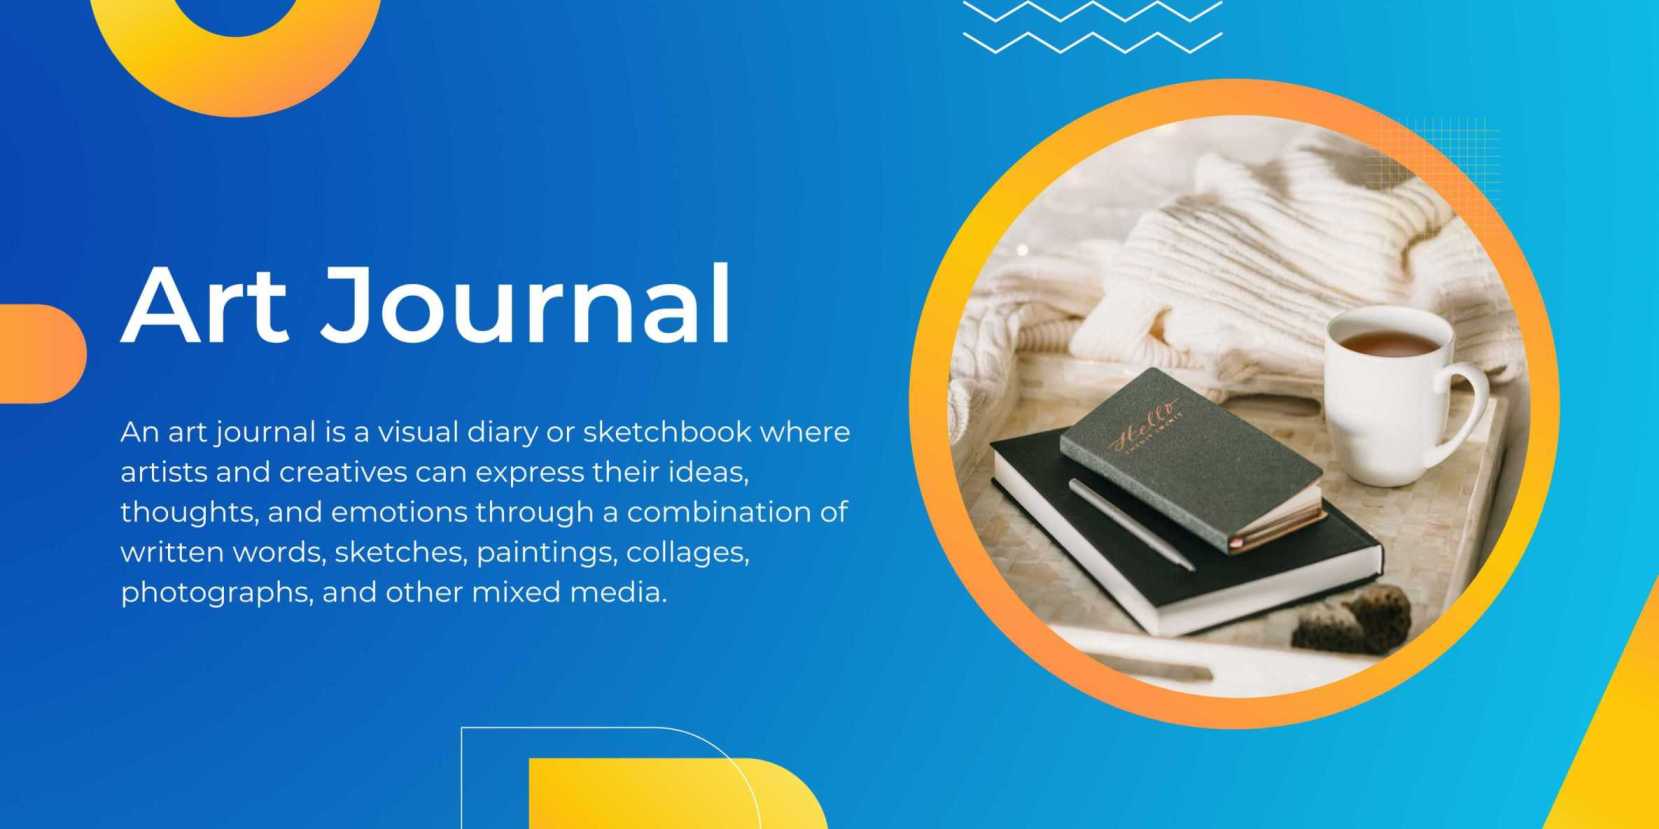 Art Journal
An art journal is a visual diary or sketchbook where
artists and creatives can express their ideas,
thoughts, and emotions through a combination of
written words, sketches, paintings, collages,
photographs, and other mixed media.
Hello